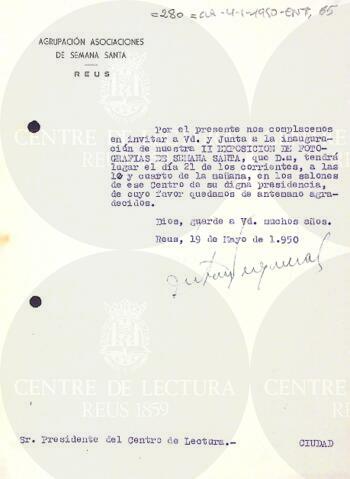 =280= CLR-4-1-1950-ENT, 65
AGRUPACIÓN ASOCIACIONES
DE SEMANA SANTA
REUS
Por el presente nos complacemos
en invitar a Vd. y Junta a la inaugura-
ción de nuestra II EXPOSICION DE FOTO-
GRAFIAS DE SEMANA SANTA, que D.m, tendrá
lugar el día 21 de los corrientes, a las
12 y cuarto de la mañana, en los salones
de ese Centro de su digna presidencia,
de cuyo favor quedamos de antemano agra-
decidos.
Dios, guarde a Vd. muchos años.
Reus, 19 de Mayo de 1.950
CENTRE DE LECTURA
REUS 1859
Sr. Presidente del Centro de Lectura.- CIUDAD